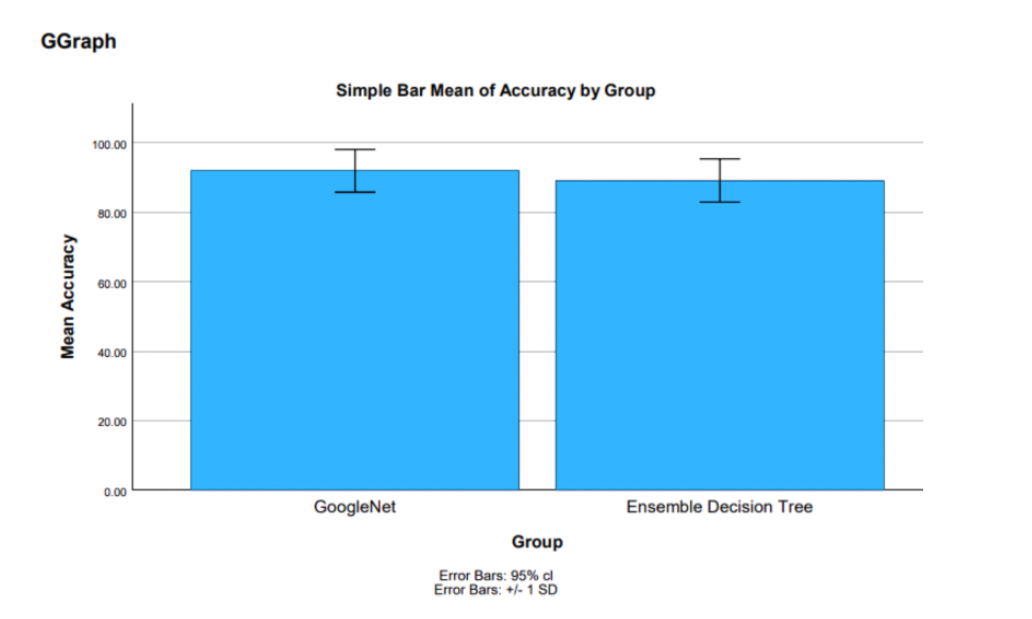 GGraph
Simple Bar Mean of Accuracy by Group
100.00
80.00
60.00
40.00
20.00
0.00
Mean Accuracy
GoogleNet
Ensemble Decision Tree
Group
Error Bars: 95% cl
Error Bars: +/- 1 SD